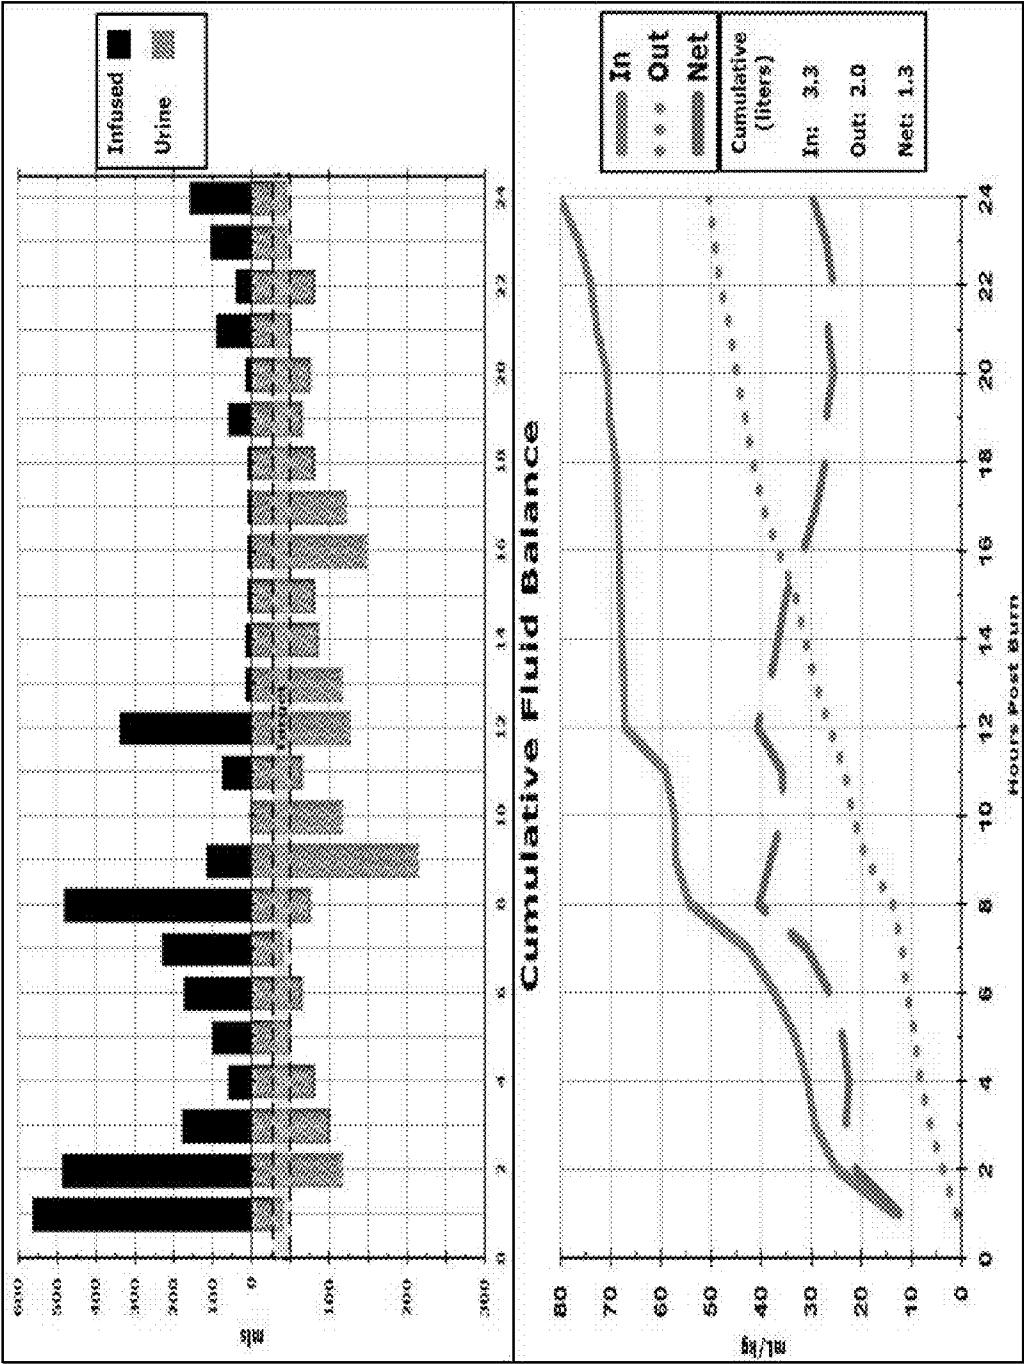 Infused
Urine
600
500
400
300
200
100
0
100
200
300
mls
Target
0 2 4 6 8 10 12 14 16 18 20 22 24
Cumulative Fluid Balance
In
Out
Net
Cumulative
(liters)
In: 3.3
Out: 2.0
Net: 1.3
80
70
60
50
40
30
20
10
0
mL/kg
0 2 4 6 8 10 12 14 16 18 20 22 24
Hours Post Burn